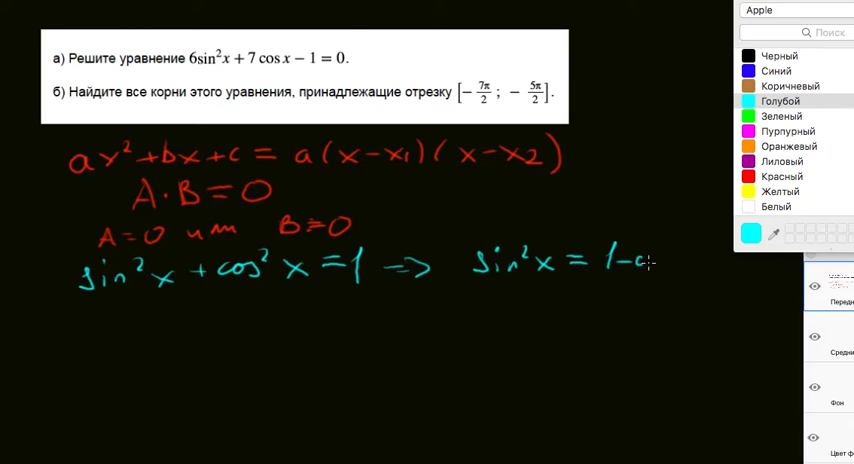 Apple
Поиск
Черный
Синий
Коричневый
Голубой
Зеленый
Пурпурный
Оранжевый
Лиловый
Красный
Желтый
Белый
а) Решите уравнение 6sin²x + 7 cos x − 1 = 0.
б) Найдите все корни этого уравнения, принадлежащие отрезку [− 7π/2 ; − 5π/2].
ax² + bx + c = a(x − x₁)(x − x₂)
A · B = 0
A = 0 или B = 0
sin²x + cos²x = 1 => sin²x = 1 − c
Передн
Средни
Фон
Цвет ф